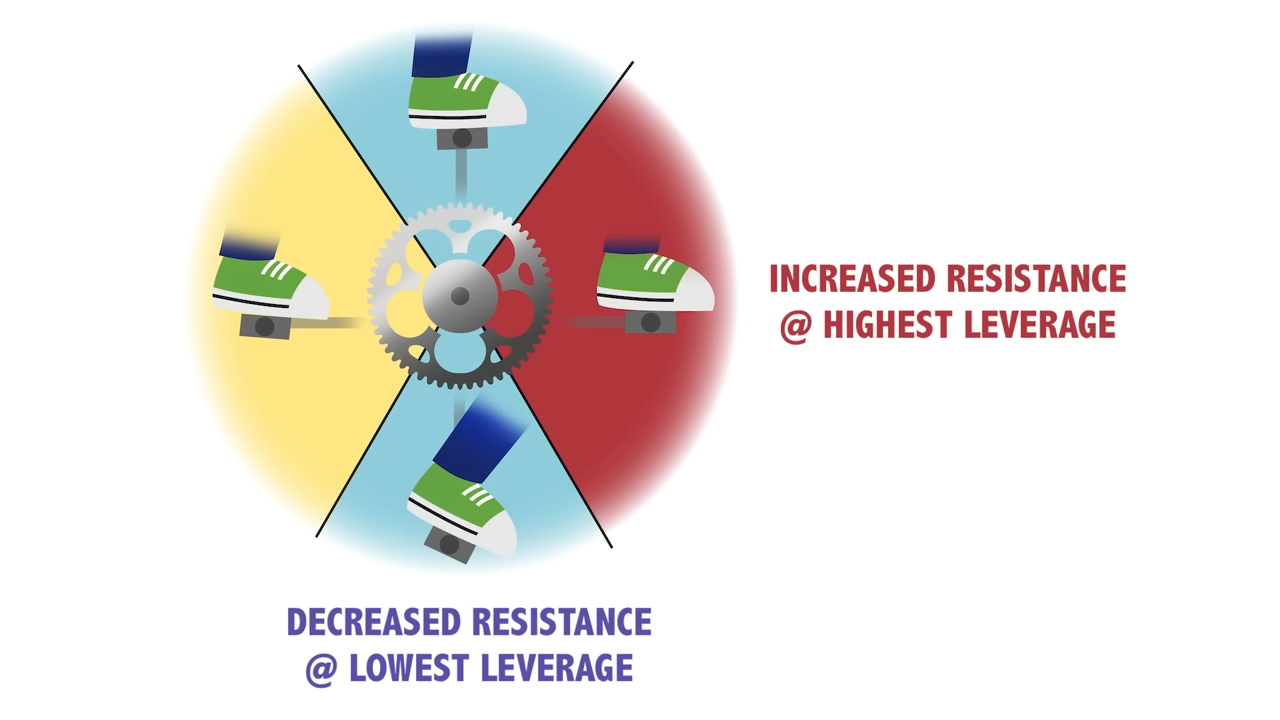 INCREASED RESISTANCE
@ HIGHEST LEVERAGE
DECREASED RESISTANCE
@ LOWEST LEVERAGE